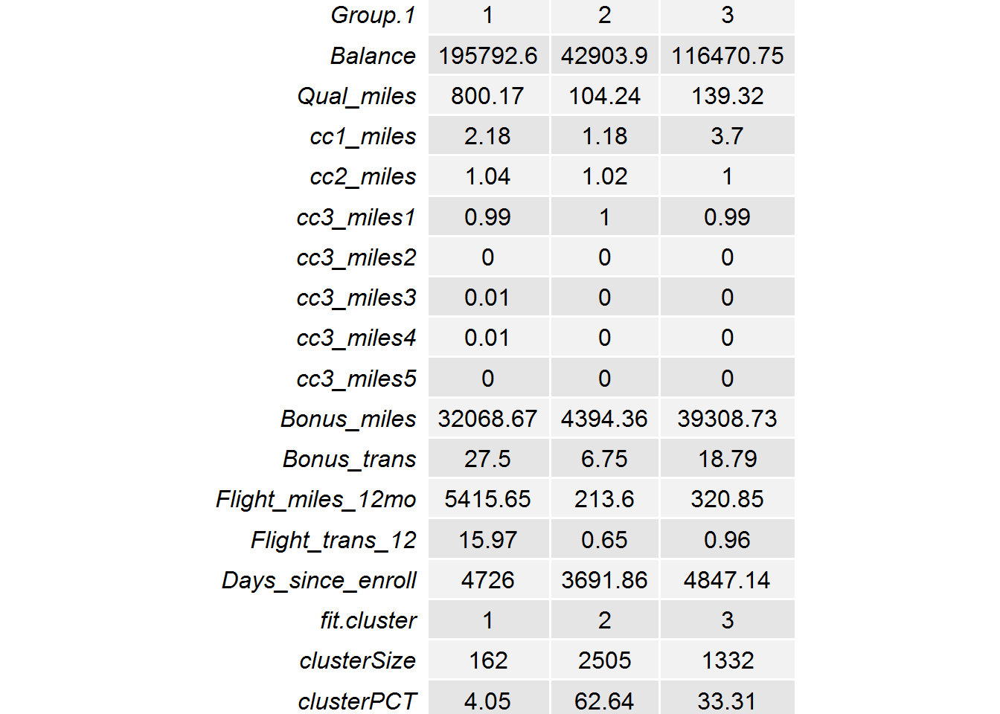 Group.1 1 2 3
Balance 195792.6 42903.9 116470.75
Qual_miles 800.17 104.24 139.32
cc1_miles 2.18 1.18 3.7
cc2_miles 1.04 1.02 1
cc3_miles1 0.99 1 0.99
cc3_miles2 0 0 0
cc3_miles3 0.01 0 0
cc3_miles4 0.01 0 0
cc3_miles5 0 0 0
Bonus_miles 32068.67 4394.36 39308.73
Bonus_trans 27.5 6.75 18.79
Flight_miles_12mo 5415.65 213.6 320.85
Flight_trans_12 15.97 0.65 0.96
Days_since_enroll 4726 3691.86 4847.14
fit.cluster 1 2 3
clusterSize 162 2505 1332
clusterPCT 4.05 62.64 33.31